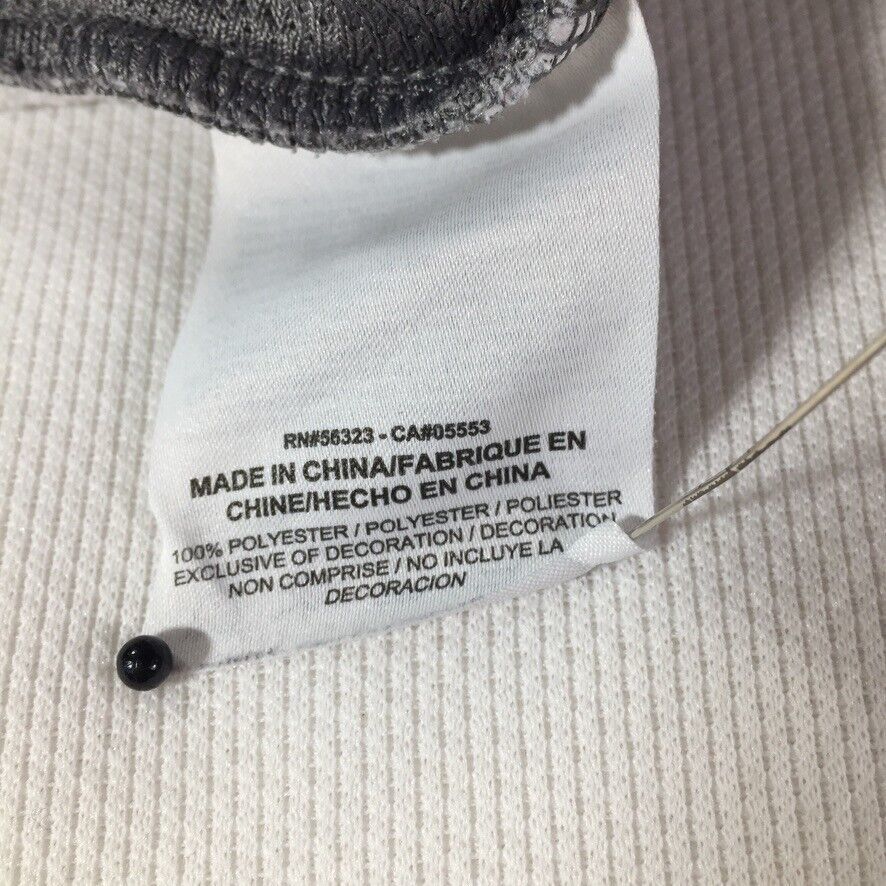 RN#56323 - CA#05553
MADE IN CHINA/FABRIQUE EN
CHINE/HECHO EN CHINA
100% POLYESTER / POLYESTER / POLIESTER
EXCLUSIVE OF DECORATION / DECORATION
NON COMPRISE / NO INCLUYE LA
DECORACION